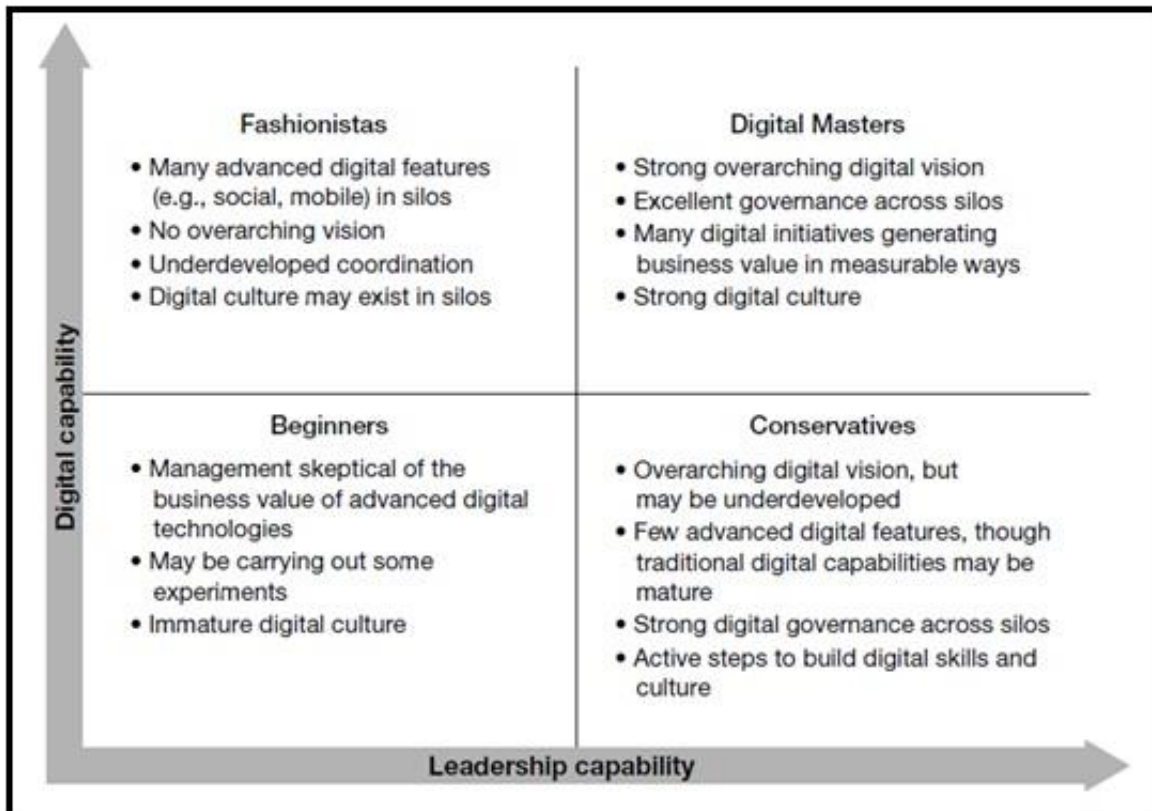 Digital capability
Fashionistas
• Many advanced digital features
(e.g., social, mobile) in silos
• No overarching vision
• Underdeveloped coordination
• Digital culture may exist in silos
Digital Masters
• Strong overarching digital vision
• Excellent governance across silos
• Many digital initiatives generating
business value in measurable ways
• Strong digital culture
Beginners
• Management skeptical of the
business value of advanced digital
technologies
• May be carrying out some
experiments
• Immature digital culture
Conservatives
• Overarching digital vision, but
may be underdeveloped
• Few advanced digital features, though
traditional digital capabilities may be
mature
• Strong digital governance across silos
• Active steps to build digital skills and
culture
Leadership capability